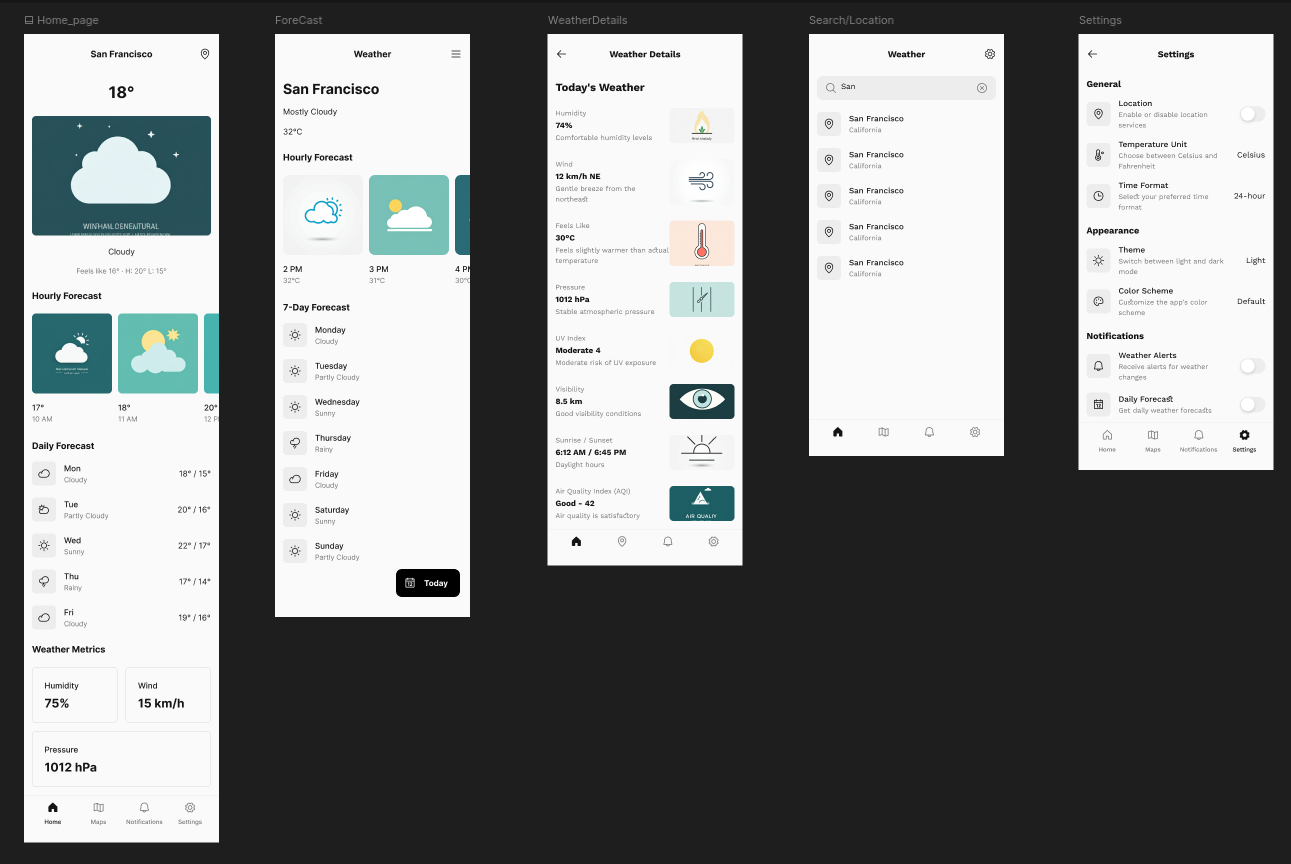 Home_page
San Francisco
18°
Cloudy
Feels like 16° · H: 20° L: 15°
Hourly Forecast
17°
10 AM
18°
11 AM
20°
12 P
Daily Forecast
Mon
Cloudy
18° / 15°
Tue
Partly Cloudy
20° / 16°
Wed
Sunny
22° / 17°
Thu
Rainy
17° / 14°
Fri
Cloudy
19° / 16°
Weather Metrics
Humidity
75%
Wind
15 km/h
Pressure
1012 hPa
Home
Maps
Notifications
Settings
ForeCast
Weather
San Francisco
Mostly Cloudy
32°C
Hourly Forecast
2 PM
32°C
3 PM
31°C
4 P
30°
7-Day Forecast
Monday
Cloudy
Tuesday
Partly Cloudy
Wednesday
Sunny
Thursday
Rainy
Friday
Cloudy
Saturday
Sunny
Sunday
Partly Cloudy
Today
WeatherDetails
Weather Details
Today's Weather
Humidity
74%
Comfortable humidity levels
Wind
12 km/h NE
Gentle breeze from the
northeast
Feels Like
30°C
Feels slightly warmer than actual
temperature
Pressure
1012 hPa
Stable atmospheric pressure
UV Index
Moderate 4
Moderate risk of UV exposure
Visibility
8.5 km
Good visibility conditions
Sunrise / Sunset
6:12 AM / 6:45 PM
Daylight hours
Air Quality Index (AQI)
Good - 42
Air quality is satisfactory
AIR QUALIY
Search/Location
Weather
San
San Francisco
California
San Francisco
California
San Francisco
California
San Francisco
California
San Francisco
California
Settings
Settings
General
Location
Enable or disable location
services
Temperature Unit
Choose between Celsius and
Fahrenheit
Celsius
Time Format
Select your preferred time
format
24-hour
Appearance
Theme
Switch between light and dark
mode
Light
Color Scheme
Customize the app's color
scheme
Default
Notifications
Weather Alerts
Receive alerts for weather
changes
Daily Forecast
Get daily weather forecasts
Home
Maps
Notifications
Settings